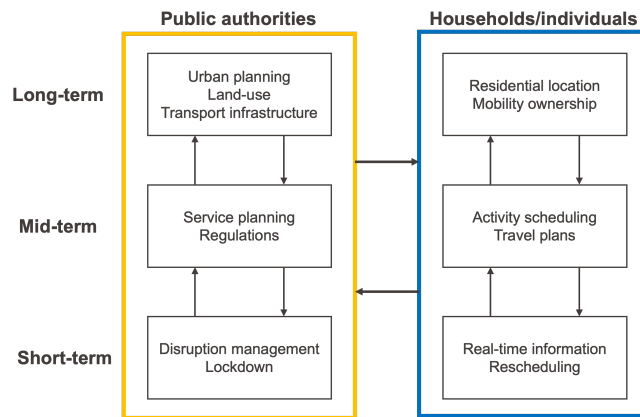 Public authorities
Households/individuals
Long-term
Urban planning
Land-use
Transport infrastructure
Residential location
Mobility ownership
Mid-term
Service planning
Regulations
Activity scheduling
Travel plans
Short-term
Disruption management
Lockdown
Real-time information
Rescheduling